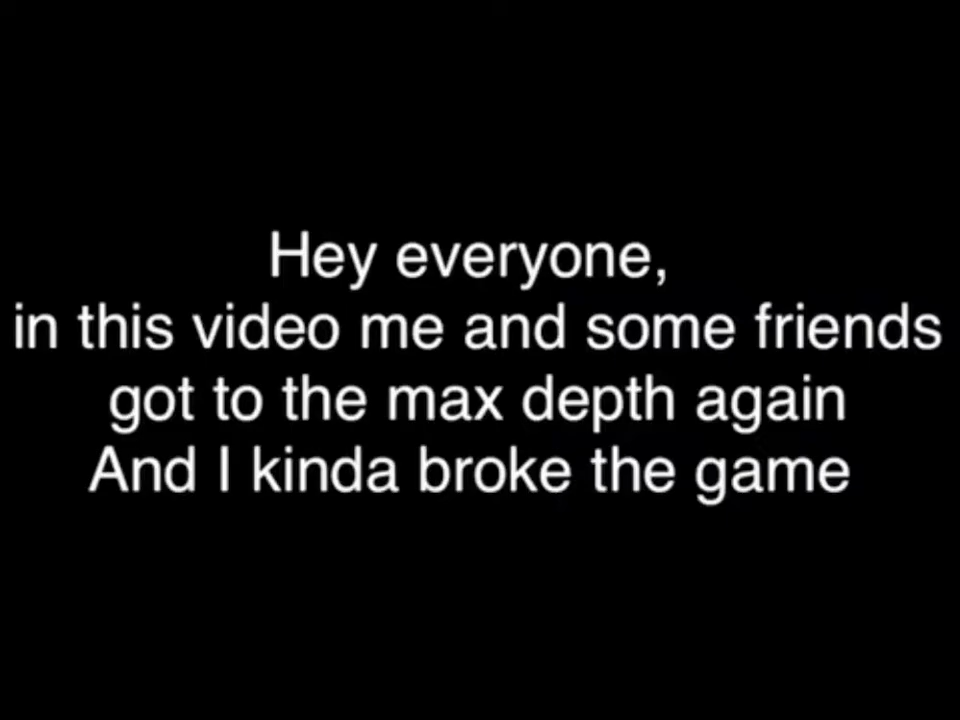 Hey everyone,
in this video me and some friends
got to the max depth again
And I kinda broke the game